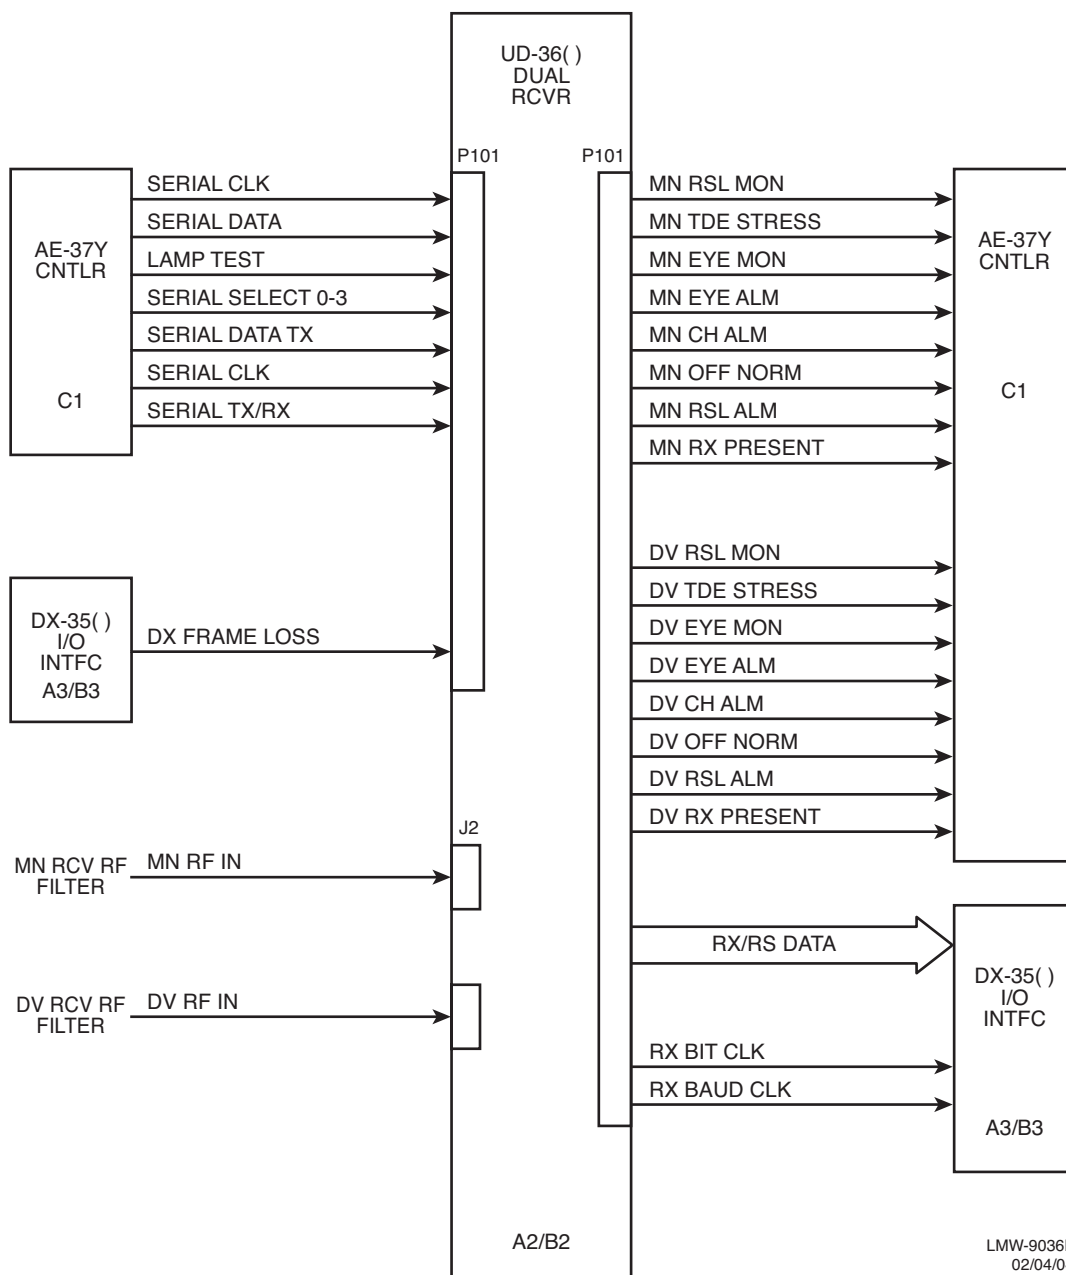 UD-36( )
DUAL
RCVR
P101
P101
AE-37Y
CNTLR
C1
SERIAL CLK
SERIAL DATA
LAMP TEST
SERIAL SELECT 0-3
SERIAL DATA TX
SERIAL CLK
SERIAL TX/RX
DX-35( )
I/O
INTFC
A3/B3
DX FRAME LOSS
J2
MN RCV RF
FILTER
MN RF IN
DV RCV RF
FILTER
DV RF IN
MN RSL MON
MN TDE STRESS
MN EYE MON
MN EYE ALM
MN CH ALM
MN OFF NORM
MN RSL ALM
MN RX PRESENT
DV RSL MON
DV TDE STRESS
DV EYE MON
DV EYE ALM
DV CH ALM
DV OFF NORM
DV RSL ALM
DV RX PRESENT
AE-37Y
CNTLR
C1
RX/RS DATA
RX BIT CLK
RX BAUD CLK
DX-35( )
I/O
INTFC
A3/B3
A2/B2